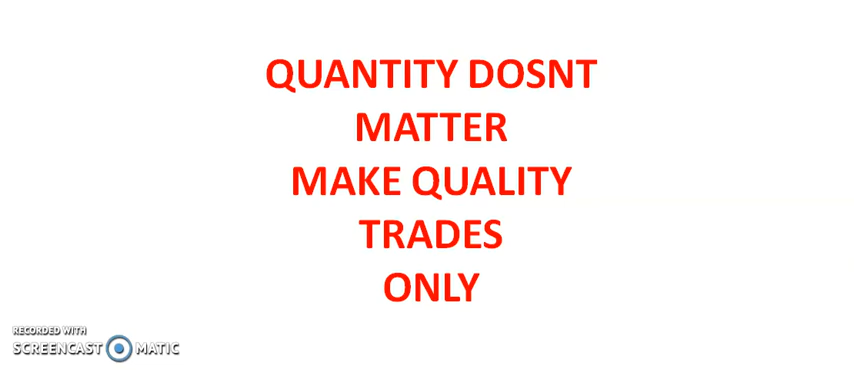 QUANTITY DOSNT
MATTER
MAKE QUALITY
TRADES
ONLY
RECORDED WITH
SCREENCAST MATIC